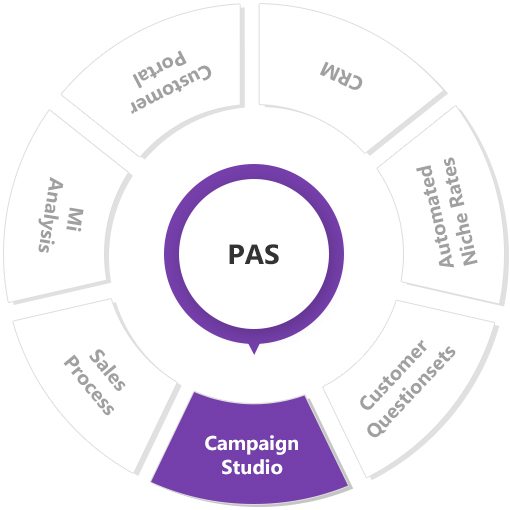 PAS
Customer
Portal
CRM
Automated
Niche Rates
Customer
Questionsets
Campaign
Studio
Sales
Process
Mi
Analysis